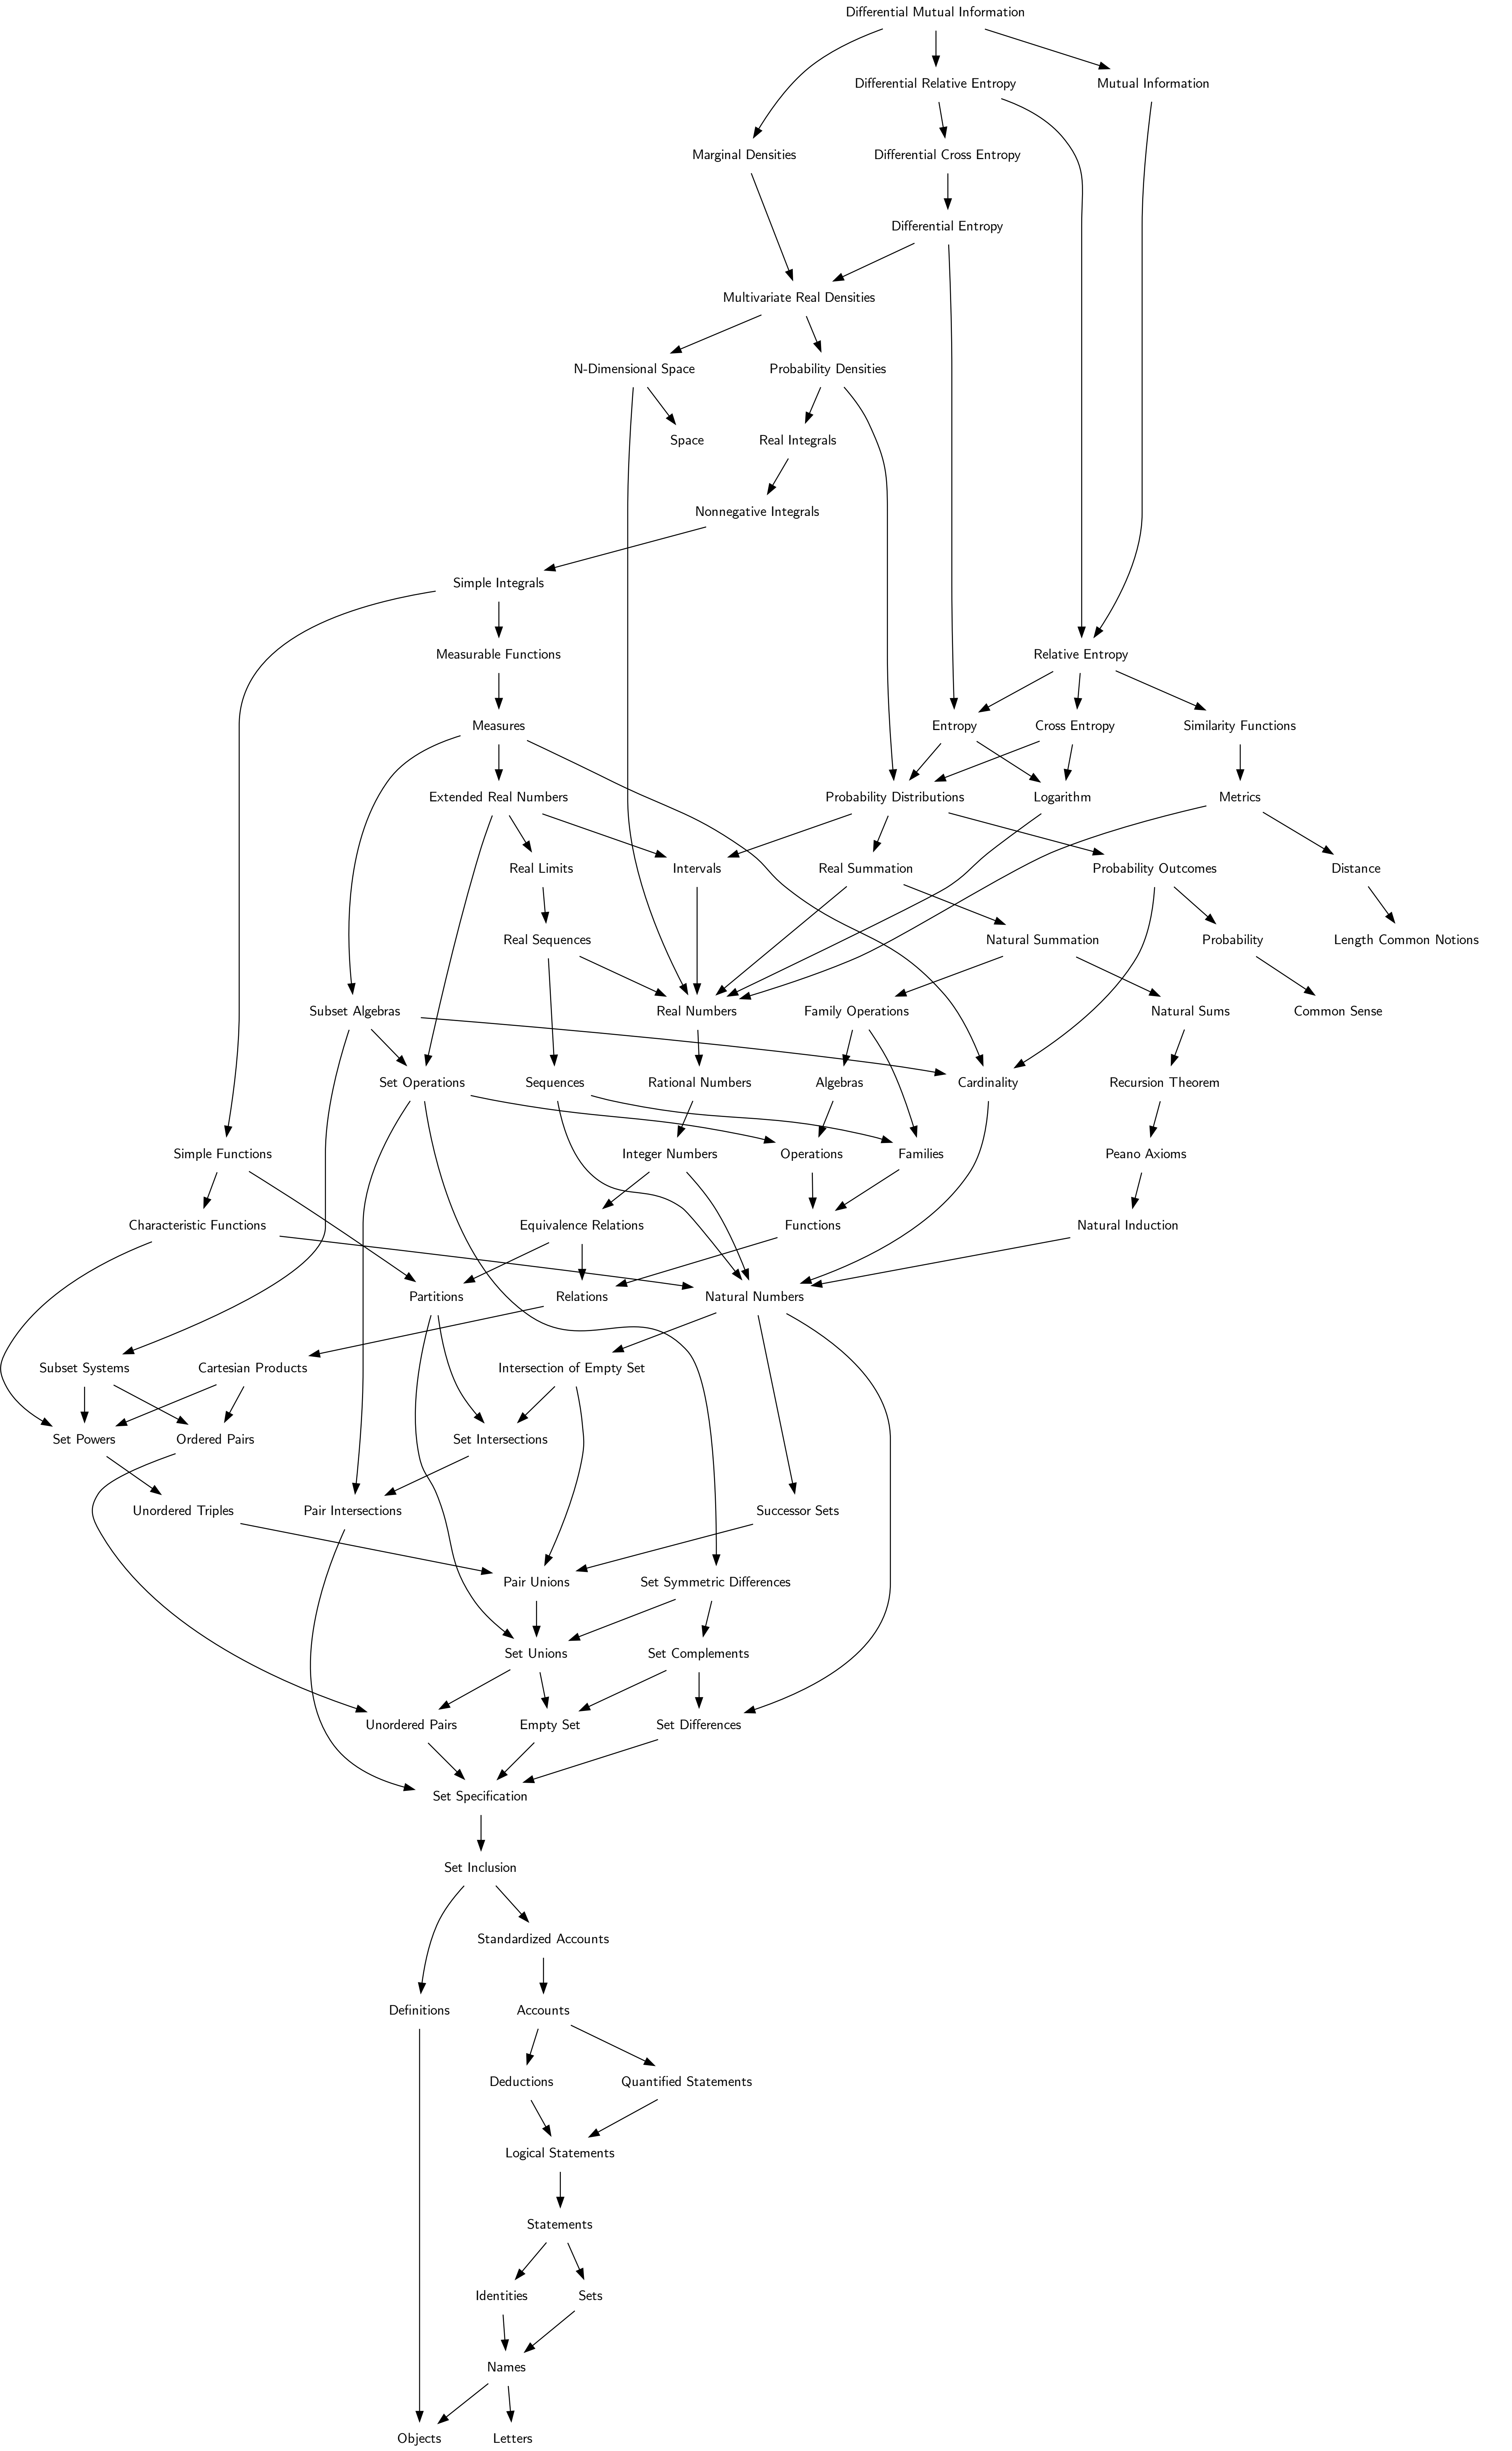 Differential Mutual Information
Differential Relative Entropy
Mutual Information
Marginal Densities
Differential Cross Entropy
Differential Entropy
Multivariate Real Densities
N-Dimensional Space
Probability Densities
Space
Real Integrals
Nonnegative Integrals
Simple Integrals
Measurable Functions
Relative Entropy
Measures
Entropy
Cross Entropy
Similarity Functions
Extended Real Numbers
Probability Distributions
Logarithm
Metrics
Real Limits
Intervals
Real Summation
Probability Outcomes
Distance
Real Sequences
Natural Summation
Probability
Length Common Notions
Subset Algebras
Real Numbers
Family Operations
Natural Sums
Common Sense
Set Operations
Sequences
Rational Numbers
Algebras
Cardinality
Recursion Theorem
Simple Functions
Integer Numbers
Operations
Families
Peano Axioms
Characteristic Functions
Equivalence Relations
Functions
Natural Induction
Partitions
Relations
Natural Numbers
Subset Systems
Cartesian Products
Intersection of Empty Set
Set Powers
Ordered Pairs
Set Intersections
Unordered Triples
Pair Intersections
Successor Sets
Pair Unions
Set Symmetric Differences
Set Unions
Set Complements
Unordered Pairs
Empty Set
Set Differences
Set Specification
Set Inclusion
Standardized Accounts
Definitions
Accounts
Deductions
Quantified Statements
Logical Statements
Statements
Identities
Sets
Names
Objects
Letters